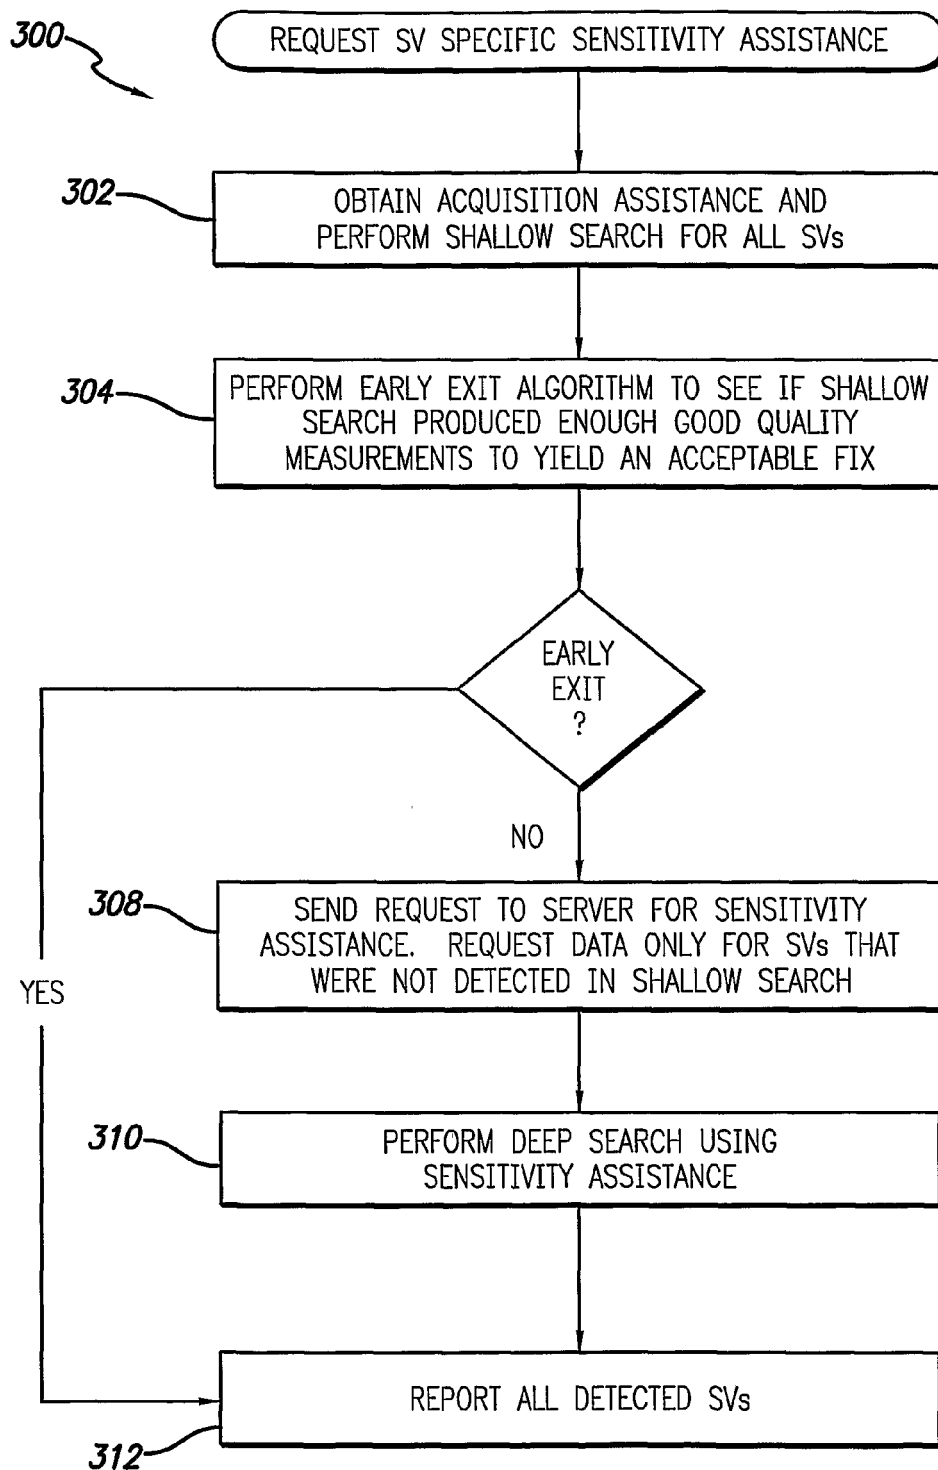 300
REQUEST SV SPECIFIC SENSITIVITY ASSISTANCE
302
OBTAIN ACQUISITION ASSISTANCE AND
PERFORM SHALLOW SEARCH FOR ALL SVs
304
PERFORM EARLY EXIT ALGORITHM TO SEE IF SHALLOW
SEARCH PRODUCED ENOUGH GOOD QUALITY
MEASUREMENTS TO YIELD AN ACCEPTABLE FIX
EARLY
EXIT
?
NO
308
SEND REQUEST TO SERVER FOR SENSITIVITY
ASSISTANCE. REQUEST DATA ONLY FOR SVs THAT
WERE NOT DETECTED IN SHALLOW SEARCH
YES
310
PERFORM DEEP SEARCH USING
SENSITIVITY ASSISTANCE
REPORT ALL DETECTED SVs
312